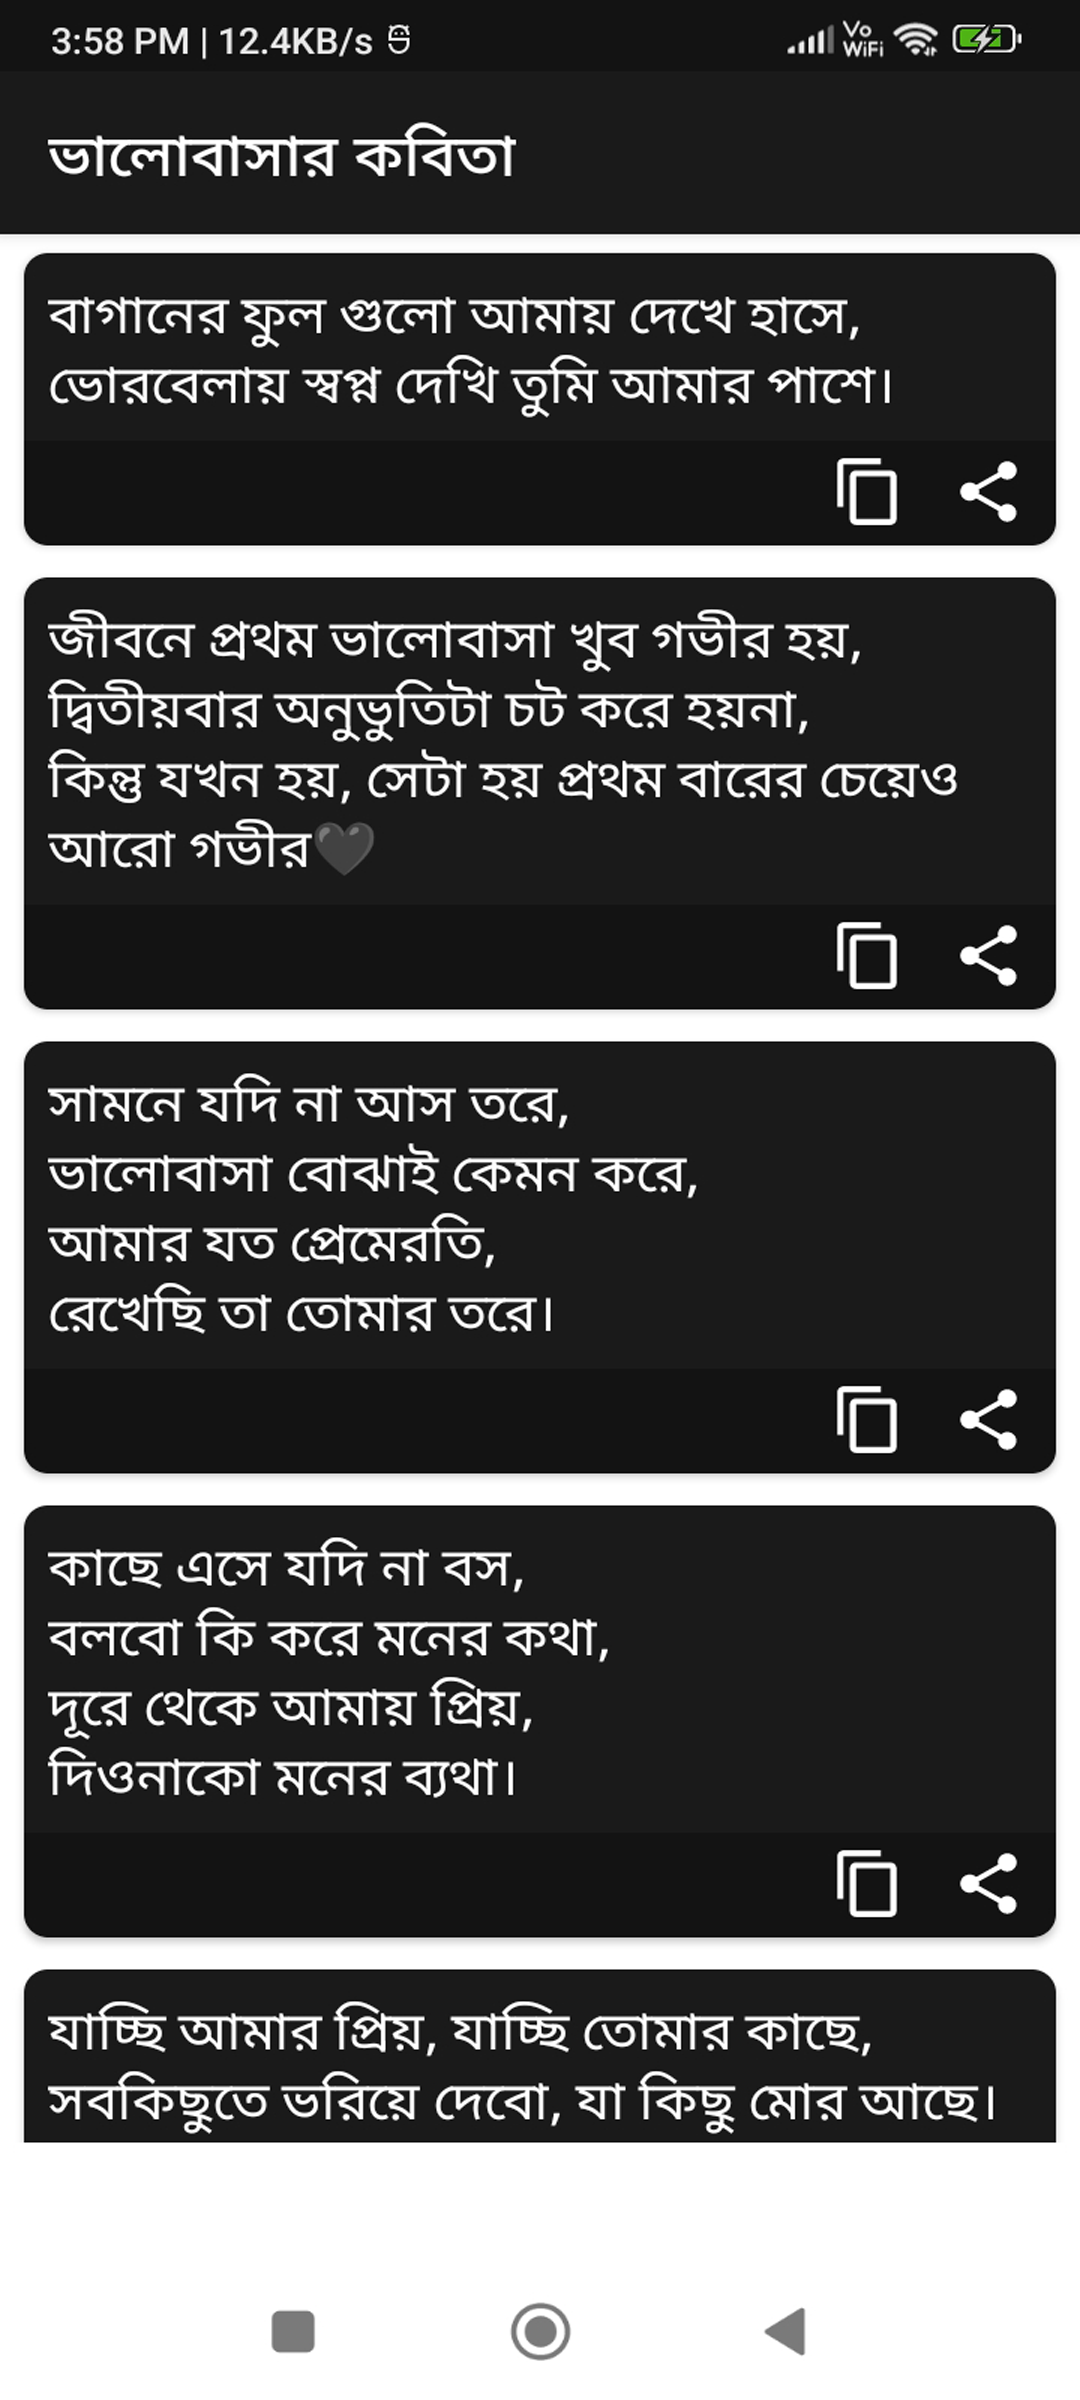 3:58 PM | 12.4KB/s
Vo
WiFi
ভালোবাসার কবিতা
বাগানের ফুল গুলো আমায় দেখে হাসে,
ভোরবেলায় স্বপ্ন দেখি তুমি আমার পাশে।
জীবনে প্রথম ভালোবাসা খুব গভীর হয়,
দ্বিতীয়বার অনুভুতিটা চট করে হয়না,
কিন্তু যখন হয়, সেটা হয় প্রথম বারের চেয়েও
আরো গভীর🖤
সামনে যদি না আস তরে,
ভালোবাসা বোঝাই কেমন করে,
আমার যত প্রেমেরতি,
রেখেছি তা তোমার তরে।
কাছে এসে যদি না বস,
বলবো কি করে মনের কথা,
দূরে থেকে আমায় প্রিয়,
দিওনাকো মনের ব্যথা।
যাচ্ছি আমার প্রিয়, যাচ্ছি তোমার কাছে,
সবকিছুতে ভরিয়ে দেবো, যা কিছু মোর আছে।